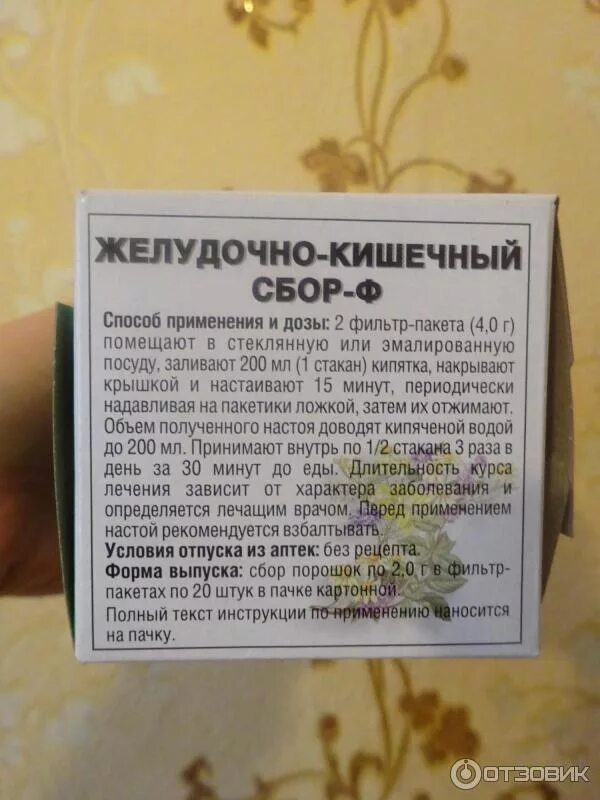 ЖЕЛУДОЧНО-КИШЕЧНЫЙ
СБОР-Ф
Способ применения и дозы: 2 фильтр-пакета (4,0 г)
помещают в стеклянную или эмалированную
посуду, заливают 200 мл (1 стакан) кипятка, накрывают
крышкой и настаивают 15 минут, периодически
надавливая на пакетики ложкой, затем их отжимают.
Объем полученного настоя доводят кипяченой водой
до 200 мл. Принимают внутрь по 1/2 стакана 3 раза в
день за 30 минут до еды. Длительность курса
лечения зависит от характера заболевания и
определяется лечащим врачом. Перед применением
настой рекомендуется взбалтывать.
Условия отпуска из аптек: без рецепта.
Форма выпуска: сбор порошок по 2,0 г в фильтр-
пакетах по 20 штук в пачке картонной.
Полный текст инструкции по применению наносится
на пачку.
ОТЗОВИК